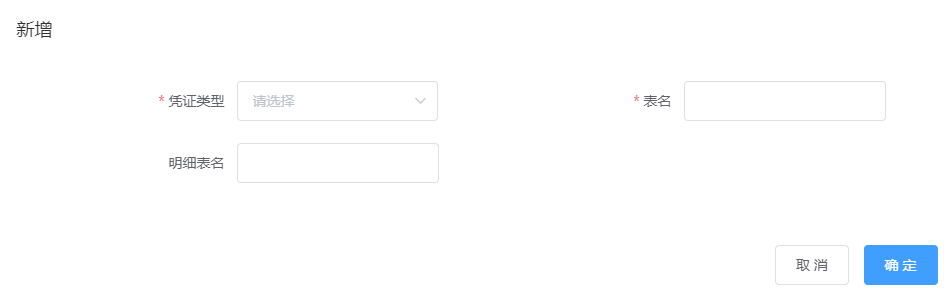 新增
* 凭证类型 请选择 * 表名
明细表名
取 消 确 定